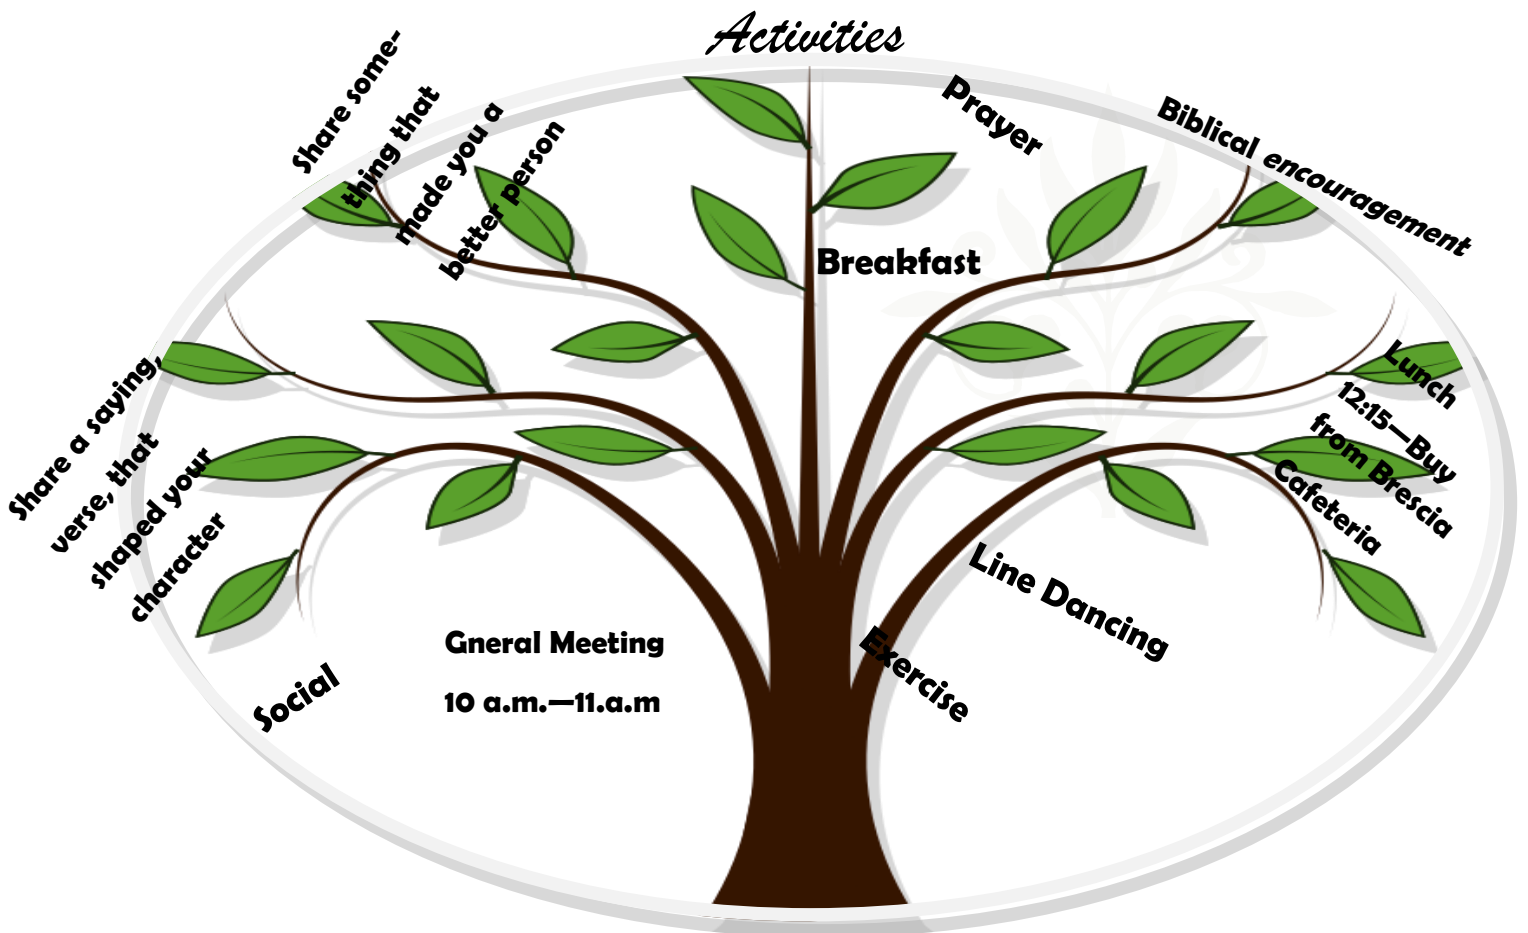 Activities
Share some-
thing that
made you a
better person
Prayer
Biblical encouragement
Breakfast
Share a saying,
verse, that
shaped your
character
Lunch
12:15—Buy
from Brescia
Cafeteria
Line Dancing
Exercise
Gneral Meeting
10 a.m.—11.a.m
Social